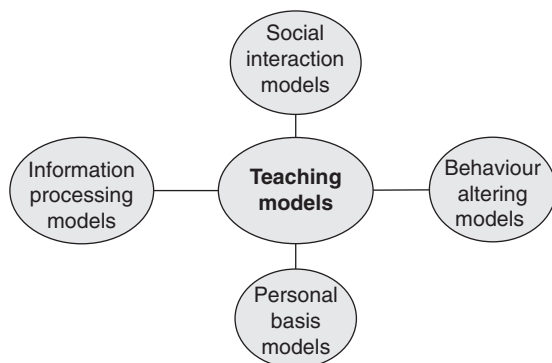 Social
interaction
models
Information
processing
models
Teaching
models
Behaviour
altering
models
Personal
basis
models